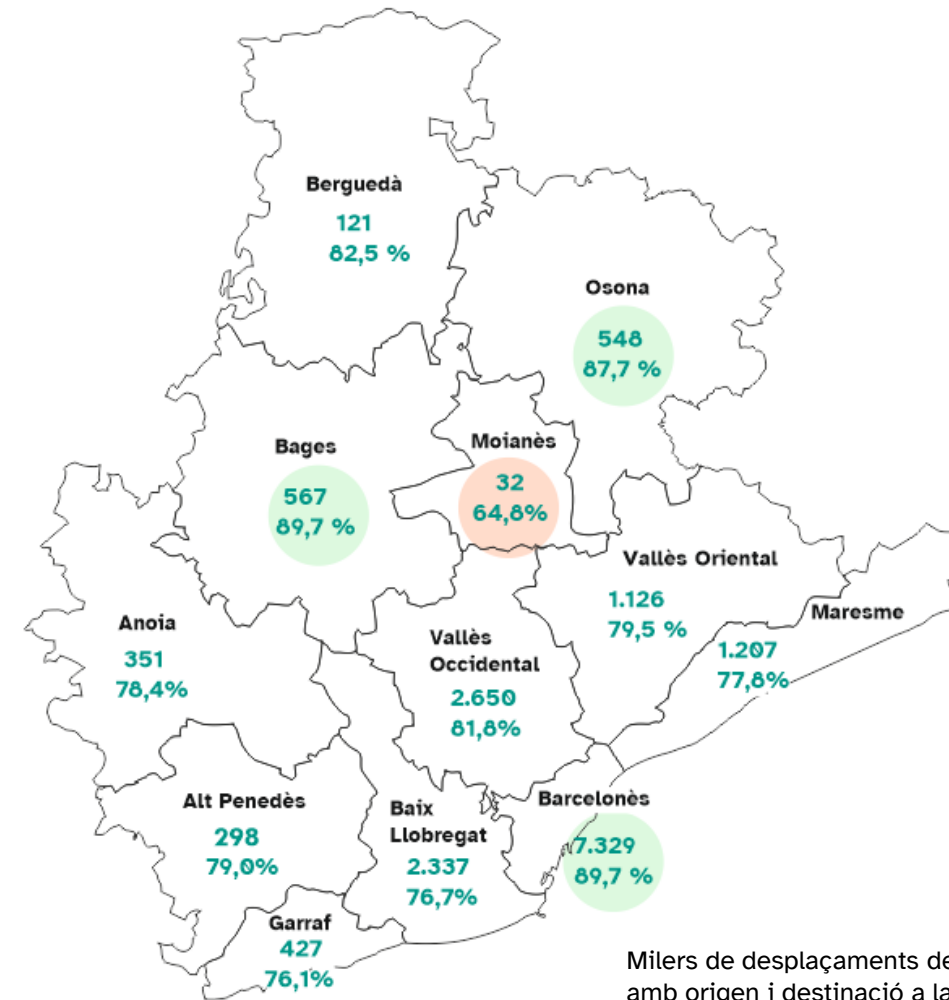 Berguedà
121
82,5 %
Osona
548
87,7 %
Bages
567
89,7 %
Moianès
32
64,8%
Vallès Oriental
1.126
79,5 %
Maresme
1.207
77,8%
Anoia
351
78,4%
Vallès
Occidental
2.650
81,8%
Alt Penedès
298
79,0%
Baix
Llobregat
2.337
76,7%
Barcelonès
7.329
89,7 %
Garraf
427
76,1%
Milers de desplaçaments de
amb origen i destinació a la